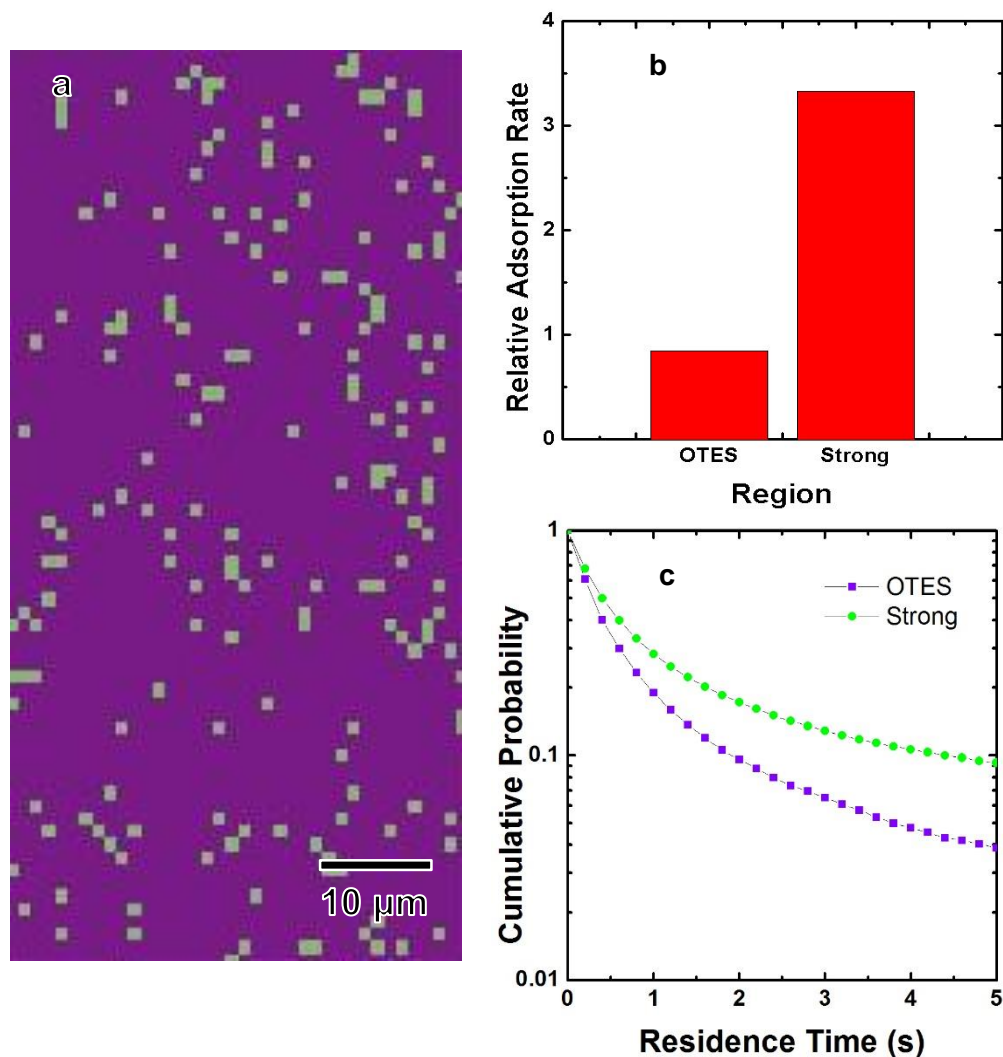 a
10 μm
b
Relative Adsorption Rate
4
3
2
1
0
OTES
Strong
Region
c
OTES
Strong
Cumulative Probability
1
0.1
0.01
0
1
2
3
4
5
Residence Time (s)